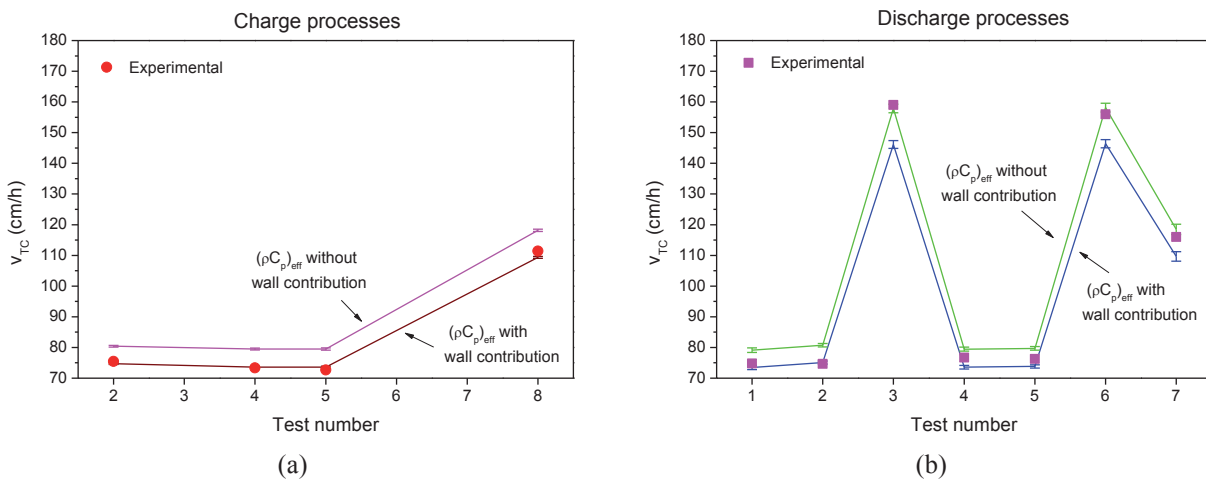 Charge processes
180
170
160
150
140
130
120
110
100
90
80
70
v_TC (cm/h)
Experimental
(ρC_p)_eff without
wall contribution
(ρC_p)_eff with
wall contribution
2 3 4 5 6 7 8
Test number
(a)
Discharge processes
180
170
160
150
140
130
120
110
100
90
80
70
v_TC (cm/h)
Experimental
(ρC_p)_eff without
wall contribution
(ρC_p)_eff with
wall contribution
1 2 3 4 5 6 7
Test number
(b)